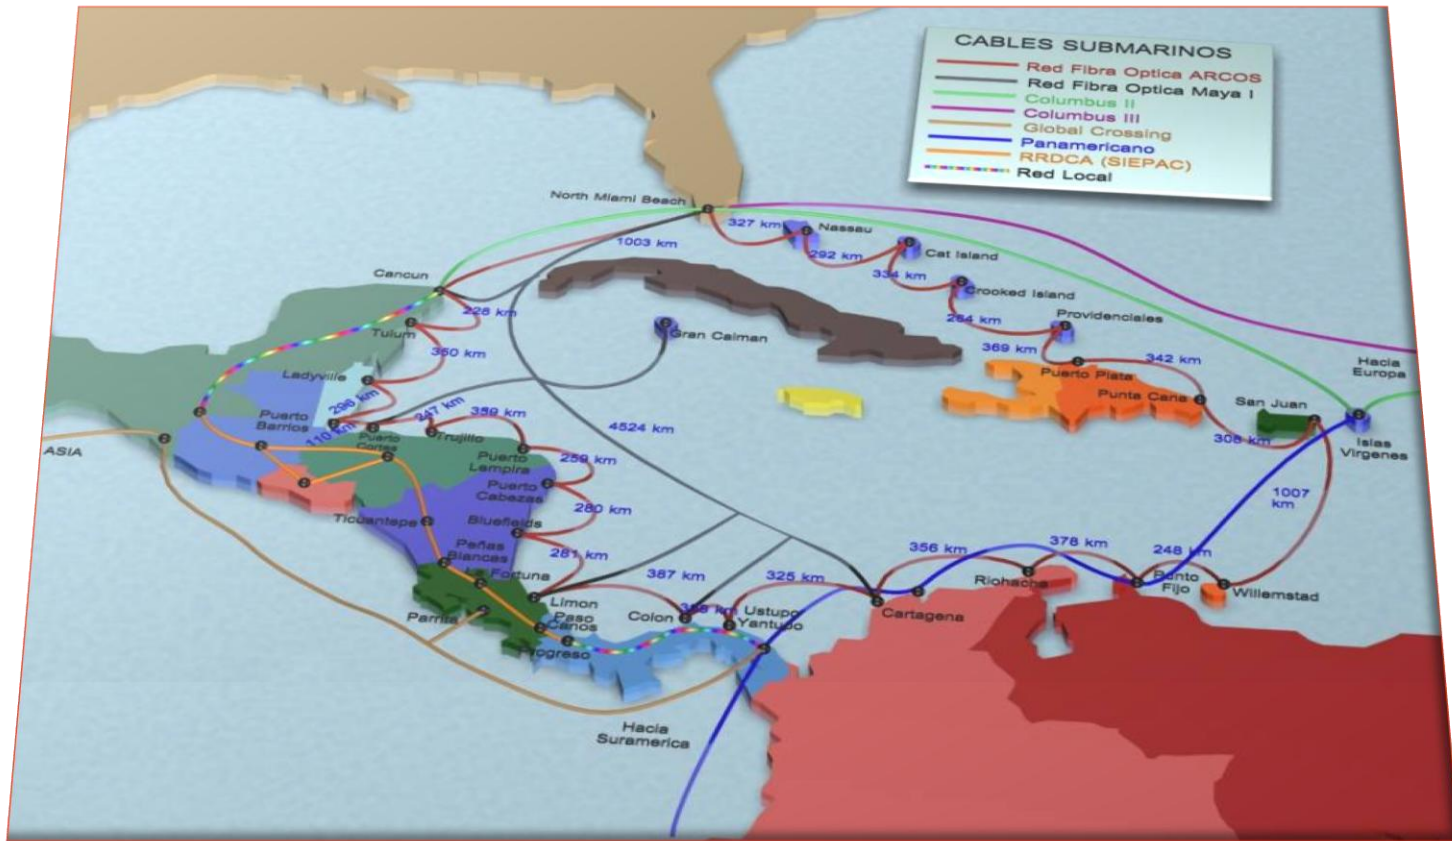 CABLES SUBMARINOS
Red Fibra Optica ARCOS
Red Fibra Optica Maya I
Columbus II
Columbus III
Global Crossing
Panamericano
RRDCA (SIEPAC)
Red Local
North Miami Beach
327 km
Nassau
1003 km
292 km
Cat Island
Cancun
334 km
Crooked Island
228 km
Providenciales
Tulum
Gran Caiman
350 km
369 km
342 km
Hacia
Europa
Ladyville
Puerto Plata
296 km
Punta Cana
San Juan
247 km
359 km
Puerto
Barrios
4524 km
110 km
Puerto
Cortes
Trujillo
308 km
Islas
Virgenes
ASIA
Puerto
Lempira
259 km
Puerto
Cabezas
1007
km
280 km
Ticuantepe
Bluefields
Peñas
Blancas
281 km
356 km
378 km
248 km
387 km
325 km
Riohacha
Punto
Fijo
Willemstad
Fortuna
Limon
Parrita
Paso
Canos
Colon
Ustupo
Yantupo
Cartagena
Progreso
Hacia
Suramerica